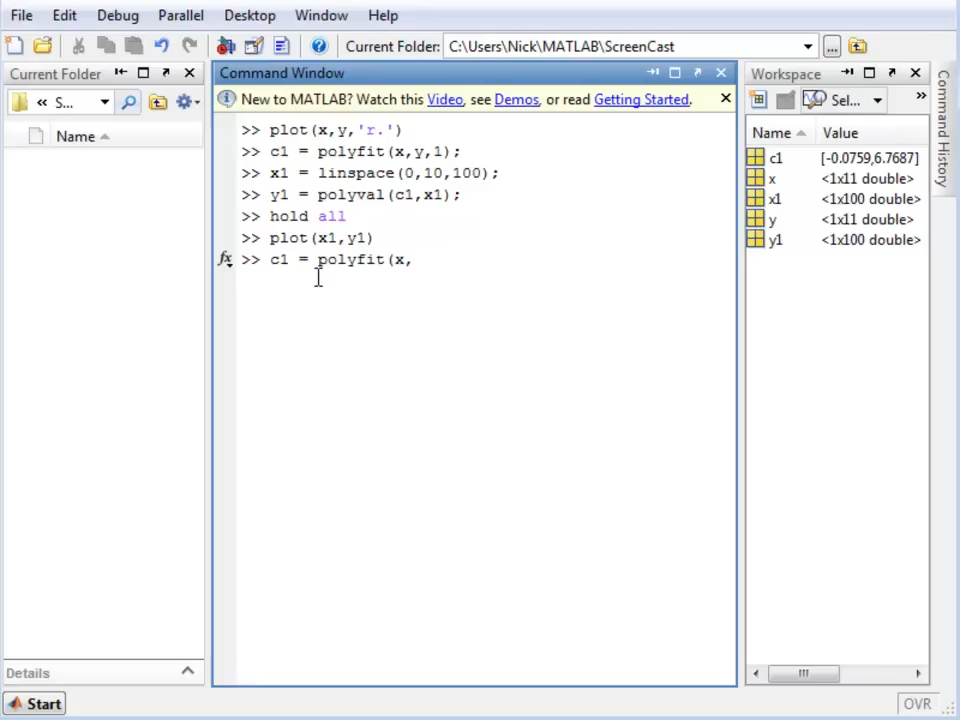 File Edit Debug Parallel Desktop Window Help
Current Folder: C:\Users\Nick\MATLAB\ScreenCast ...
Current Folder
« S...
Name
Details
Start
Command Window
New to MATLAB? Watch this Video, see Demos, or read Getting Started.
>> plot(x,y,'r.')
>> c1 = polyfit(x,y,1);
>> x1 = linspace(0,10,100);
>> y1 = polyval(c1,x1);
>> hold all
>> plot(x1,y1)
fx >> c1 = polyfit(x,
Workspace
Sel... »
Name Value
c1 [-0.0759,6.7687]
x <1x11 double>
x1 <1x100 double>
y <1x11 double>
y1 <1x100 double>
Command History
OVR